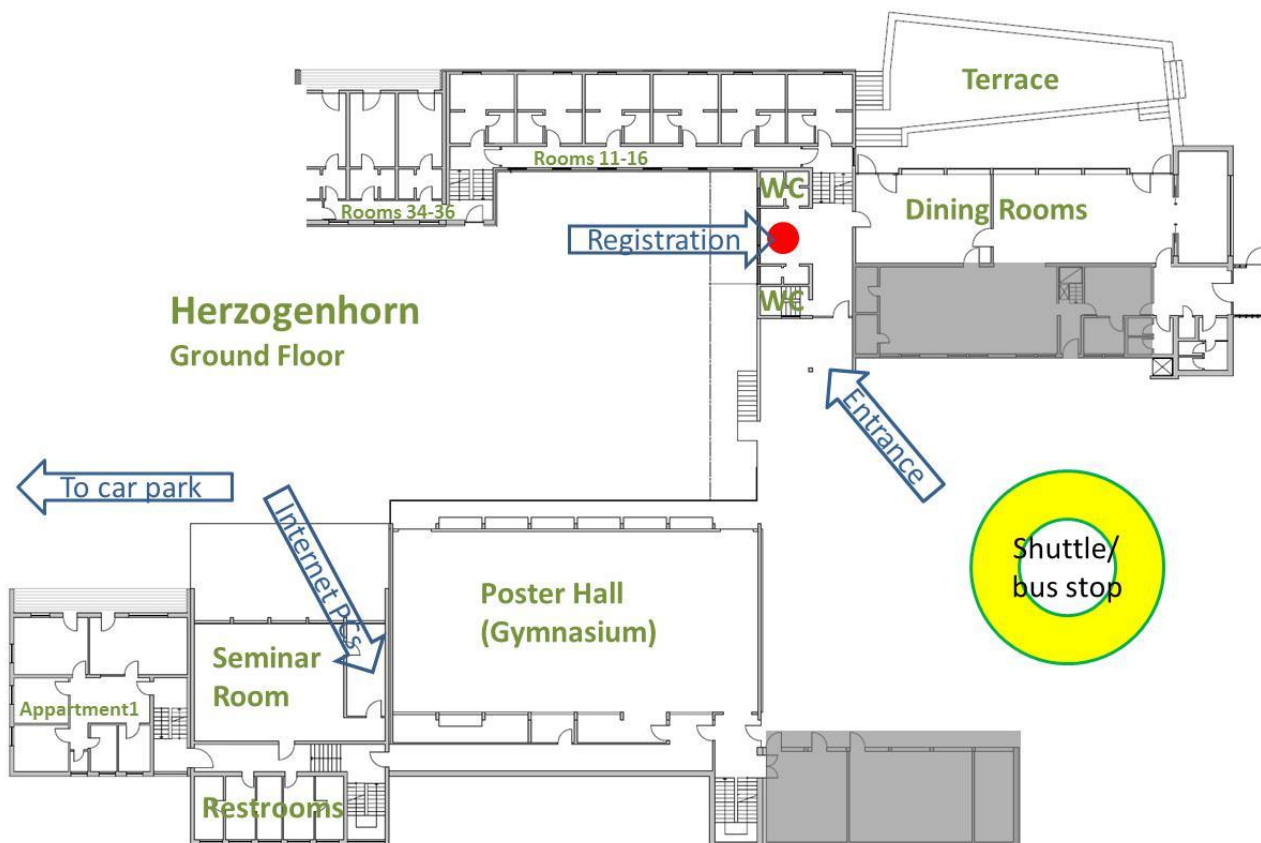 Terrace
Rooms 11-16
WC
Rooms 34-36
Dining Rooms
Registration
WC
Herzogenhorn
Ground Floor
Entrance
To car park
Internet PCs
Shuttle/
bus stop
Poster Hall
(Gymnasium)
Seminar
Room
Appartment1
Restrooms